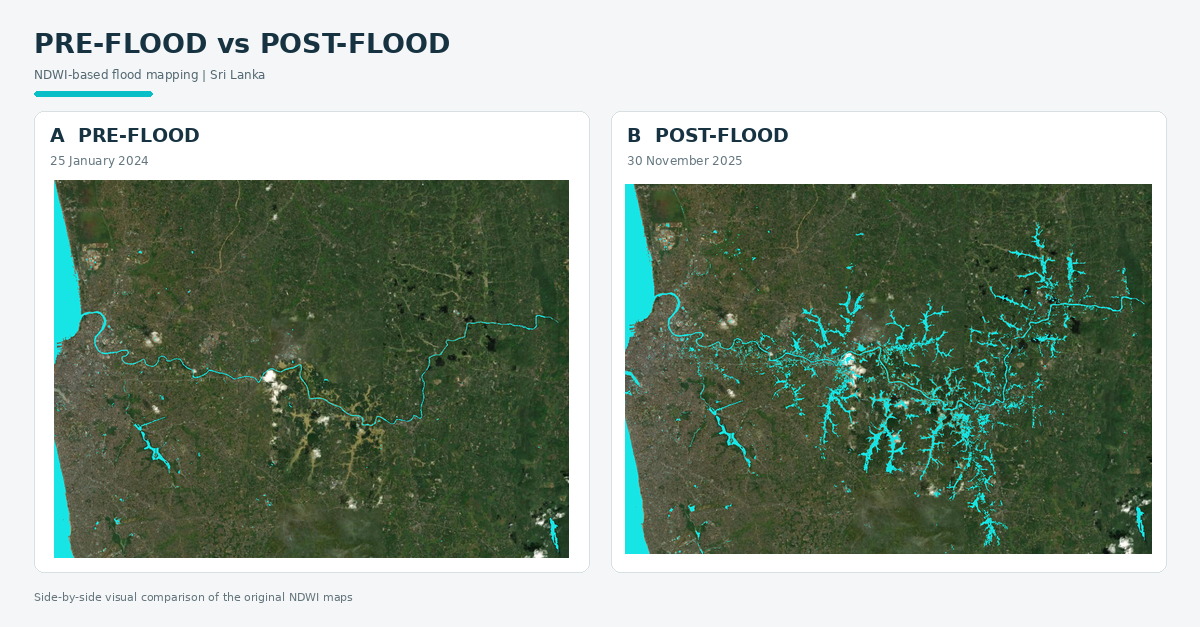 PRE-FLOOD vs POST-FLOOD
NDWI-based flood mapping | Sri Lanka
A PRE-FLOOD
25 January 2024
B POST-FLOOD
30 November 2025
Side-by-side visual comparison of the original NDWI maps